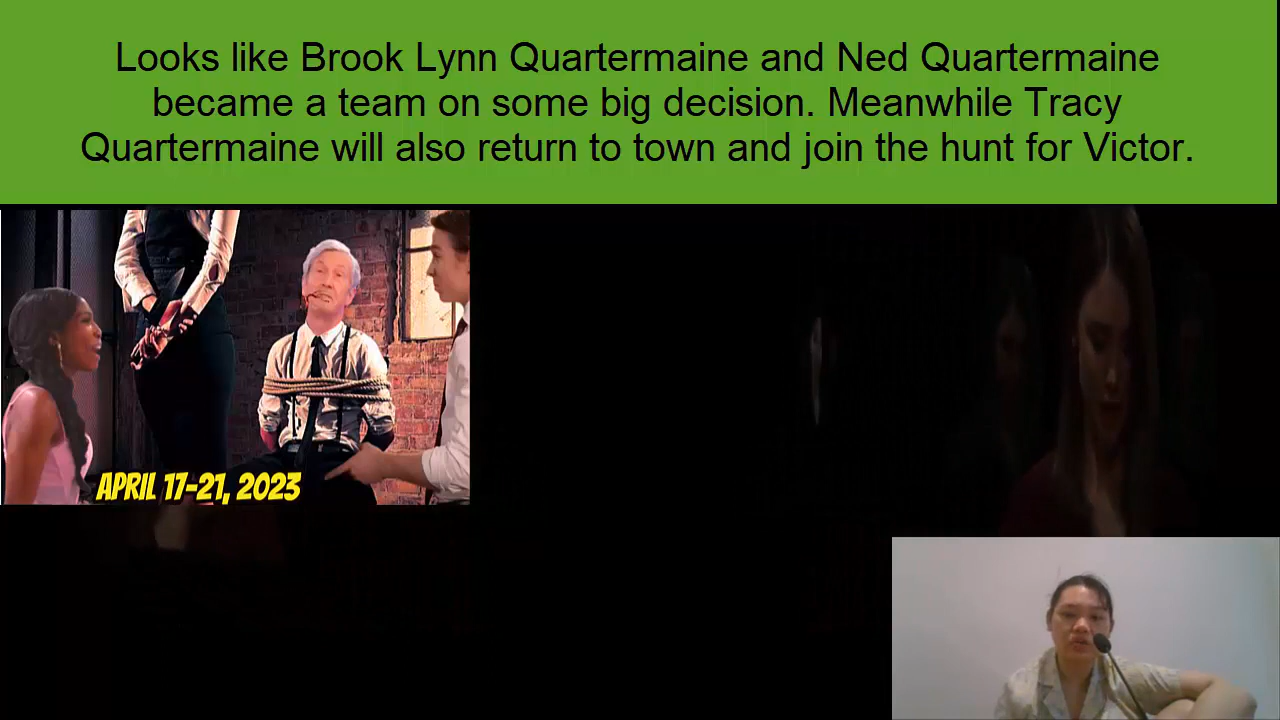 Looks like Brook Lynn Quartermaine and Ned Quartermaine
became a team on some big decision. Meanwhile Tracy
Quartermaine will also return to town and join the hunt for Victor.
APRIL 17-21, 2023